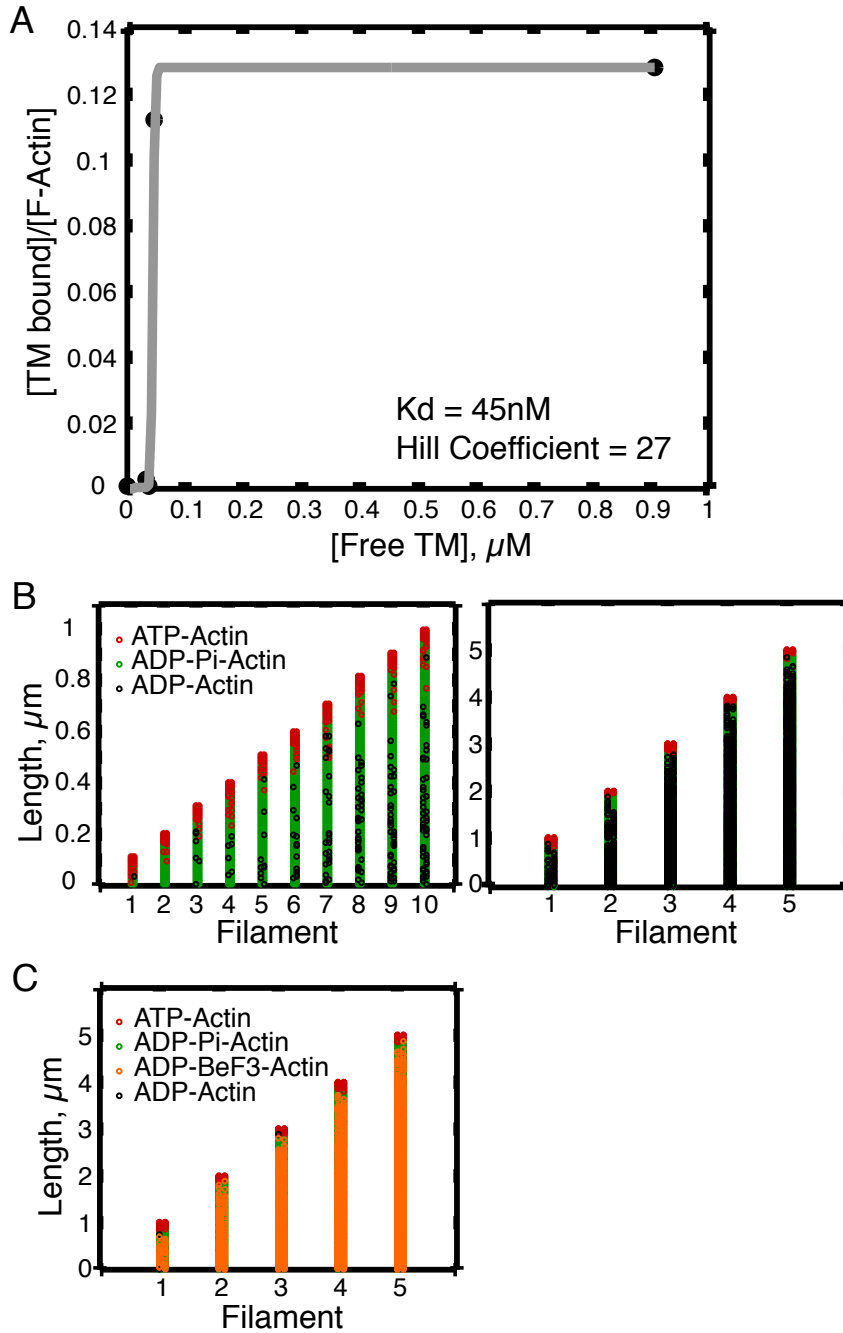 A
0.14
0.12
0.1
0.08
0.06
0.04
0.02
0
[TM bound]/[F-Actin]
Kd = 45nM
Hill Coefficient = 27
0 0.1 0.2 0.3 0.4 0.5 0.6 0.7 0.8 0.9 1
[Free TM], µM
B
1
0.8
0.6
0.4
0.2
0
Length, µm
ATP-Actin
ADP-Pi-Actin
ADP-Actin
1 2 3 4 5 6 7 8 9 10
Filament
5
4
3
2
1
0
1 2 3 4 5
Filament
C
5
4
3
2
1
0
Length, µm
ATP-Actin
ADP-Pi-Actin
ADP-BeF3-Actin
ADP-Actin
1 2 3 4 5
Filament